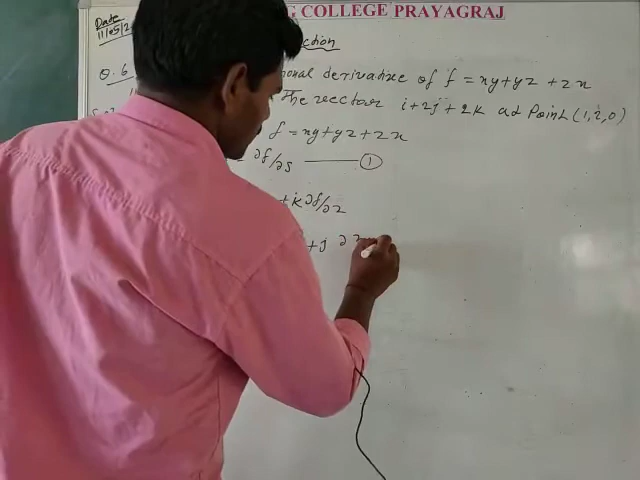 G COLLEGE PRAYAGRAJ
Date
11/05/2
ction
Q.6 onal derivative of f = xy+yz +zx
The vector i+2j+2k at Point (1,2,0)
f = xy+yz+zx
∂f/∂s ——— ①
+k ∂f/∂z
+j ∂